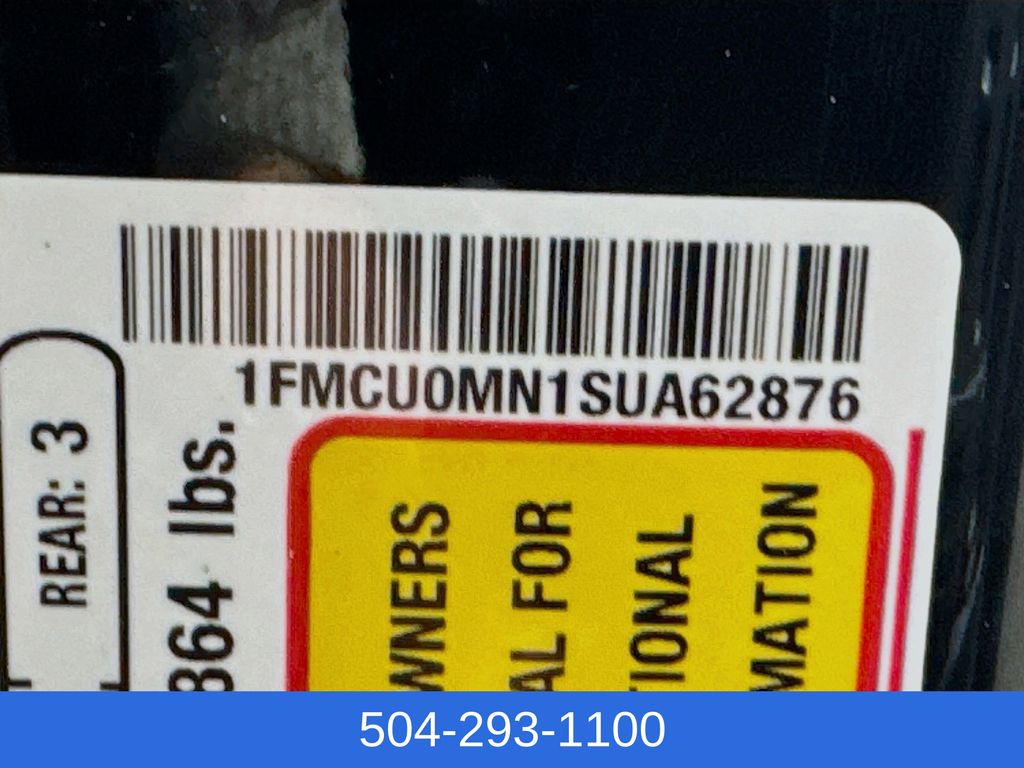 1FMCU0MN1SUA62876
REAR: 3
864 lbs.
WNERS
AL FOR
TIONAL
MATION
504-293-1100